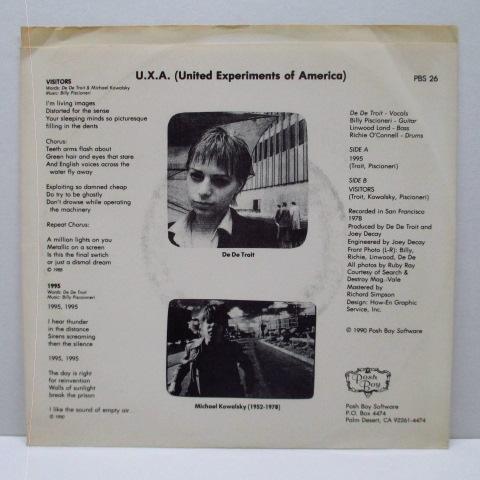 U.X.A. (United Experiments of America)
PBS 26
VISITORS
Words: De De Troit & Michael Kowalsky
Music: Billy Piscioneri
I'm living images
Distorted for the sense
Your sleeping minds so picturesque
filling in the dents
Chorus:
Teeth arms flash about
Green hair and eyes that stare
And English voices across the
water fly away
Exploiting so damned cheap
Do try to be ghostly
Don't drowse while operating
the machinery
Repeat Chorus:
A million lights on you
Metallic on a screen
Is this the final switch
or just a dismal dream
©
1995
Words: De De Troit
Music: Billy Piscioneri
1995, 1995
I hear thunder
in the distance
Sirens screaming
then the silence
1995, 1995
The day is right
for reinvention
Walls of sunlight
break the prison
I like the sound of empty air
© 1990
De De Troit
Michael Kowalsky (1952-1978)
De De Troit - Vocals
Billy Piscioneri - Guitar
Linwood Land - Bass
Richie O'Connell - Drums
SIDE A
1995
(Troit, Piscioneri)
SIDE B
VISITORS
(Troit, Kowalsky, Piscioneri)
Recorded in San Francisco
1978
Produced by De De Troit and
Joey Decay
Engineered by Joey Decay
Front Photo (L-R): Billy,
Richie, Linwood, De De
All photos by Ruby Ray
Courtesy of Search &
Destroy Mag.-Vale
Mastered by
Richard Simpson
Design: How-En Graphic
Service, Inc.
© 1990 Posh Boy Software
Posh
Boy
Posh Boy Software
P.O. Box 4474
Palm Desert, CA 92261-4474